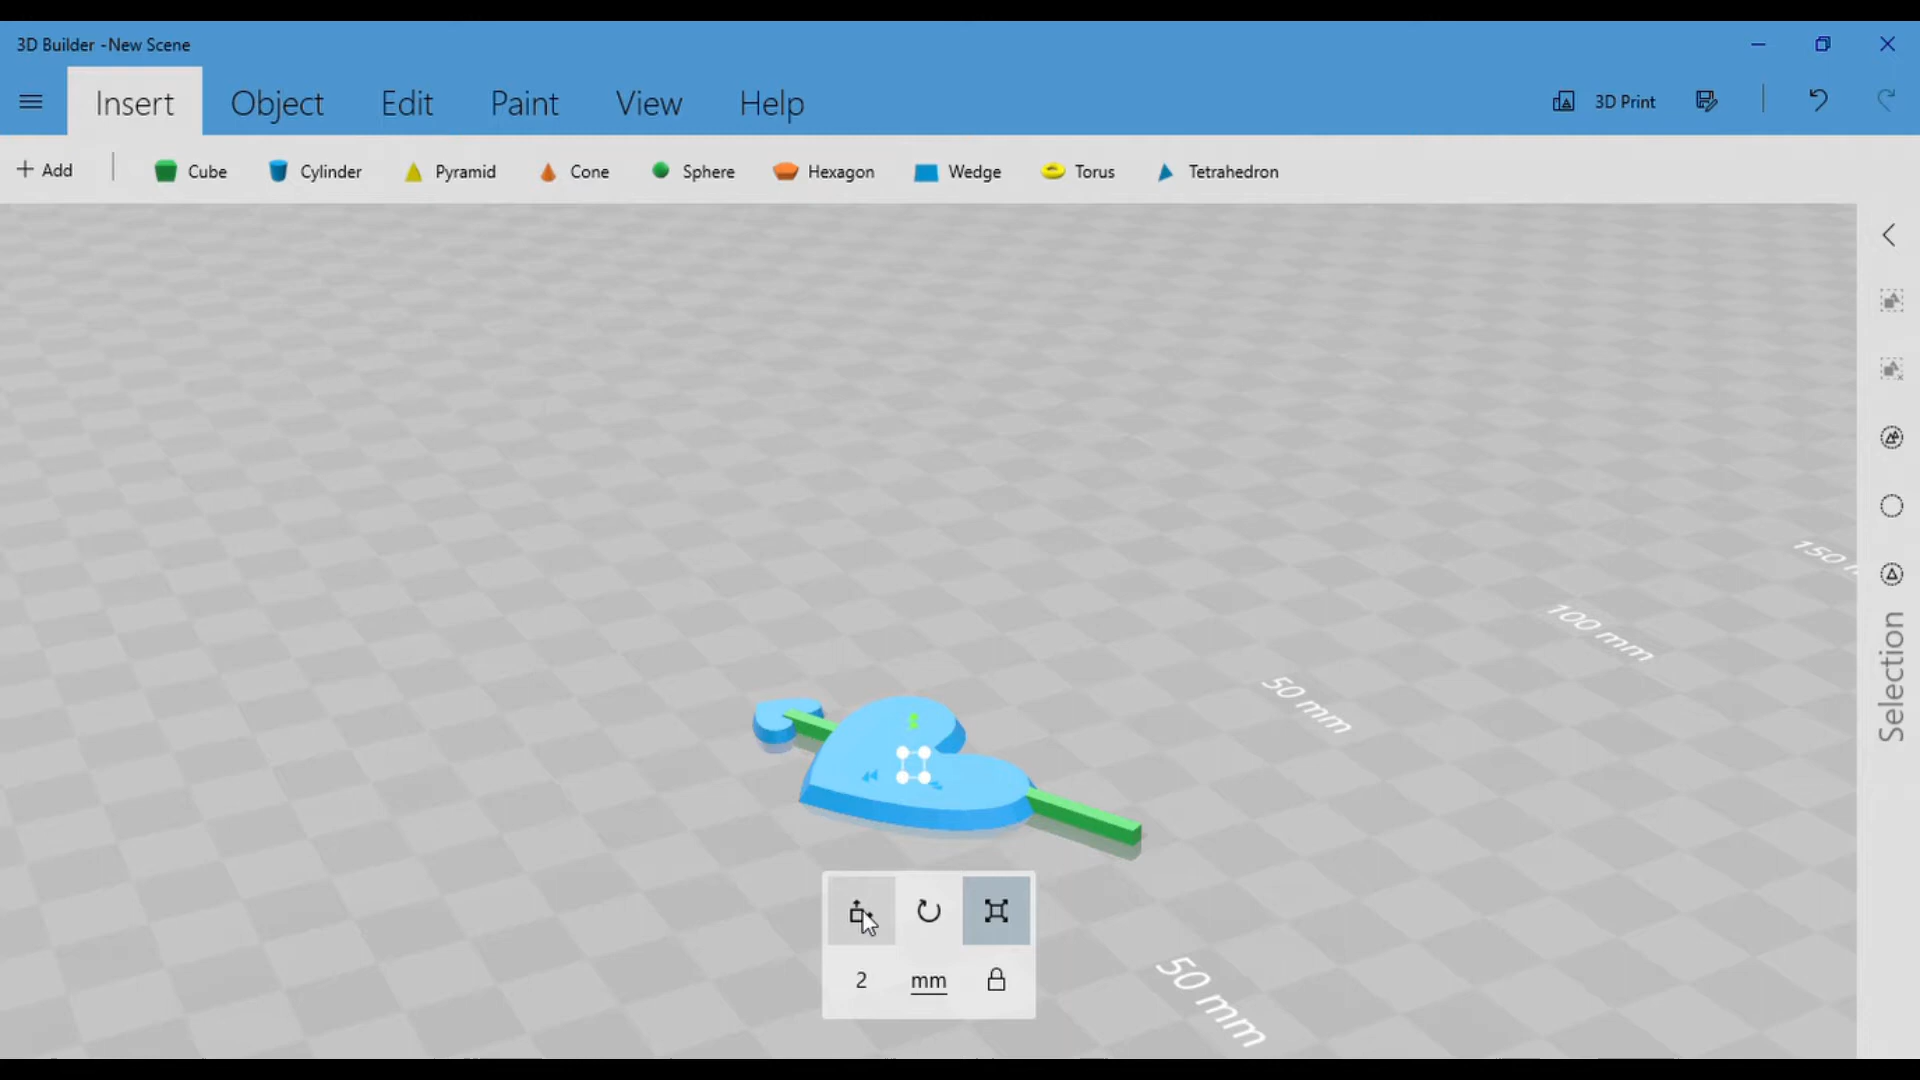 3D Builder -New Scene
Insert Object Edit Paint View Help
3D Print
+ Add Cube Cylinder Pyramid Cone Sphere Hexagon Wedge Torus Tetrahedron
150
100 mm
50 mm
Selection
2 mm
50 mm